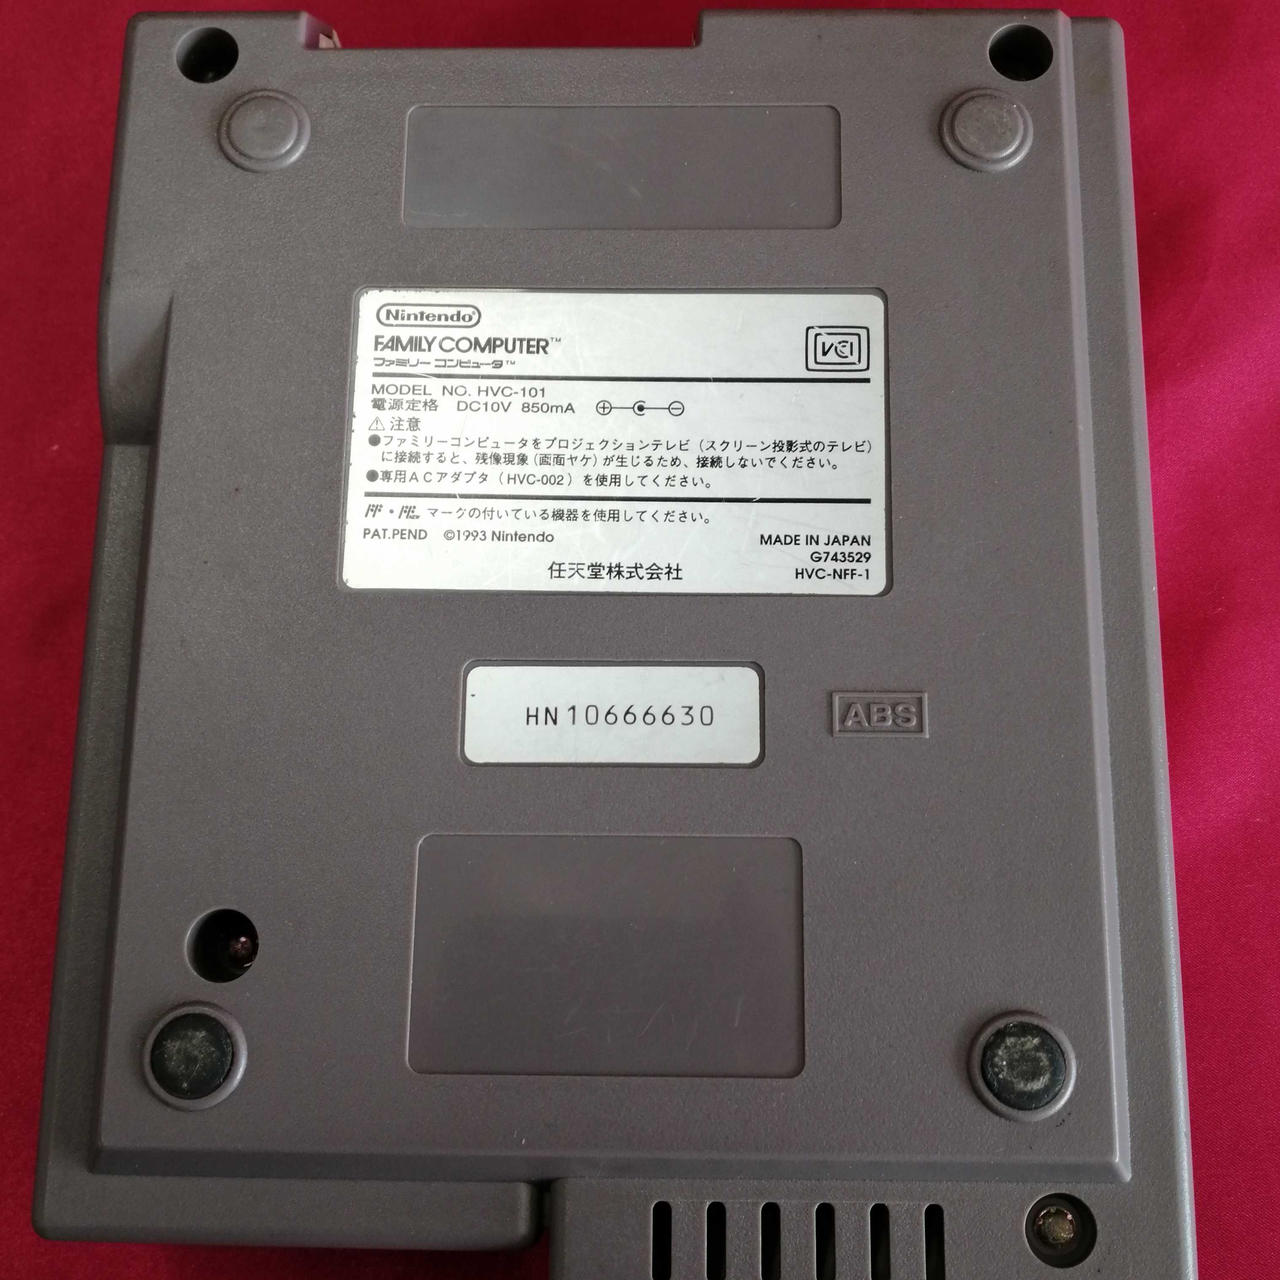 Nintendo®
FAMILY COMPUTER™
ファミリー コンピュータ™
VCI
MODEL NO. HVC-101
電源定格 DC10V 850mA
⚠注意
●ファミリーコンピュータをプロジェクションテレビ(スクリーン投影式のテレビ)
に接続すると、残像現象(画面ヤケ)が生じるため、接続しないでください。
●専用ACアダプタ(HVC-002)を使用してください。
FF・FF マークの付いている機器を使用してください。
PAT.PEND ©1993 Nintendo
MADE IN JAPAN
G743529
HVC-NFF-1
任天堂株式会社
HN10666630
ABS